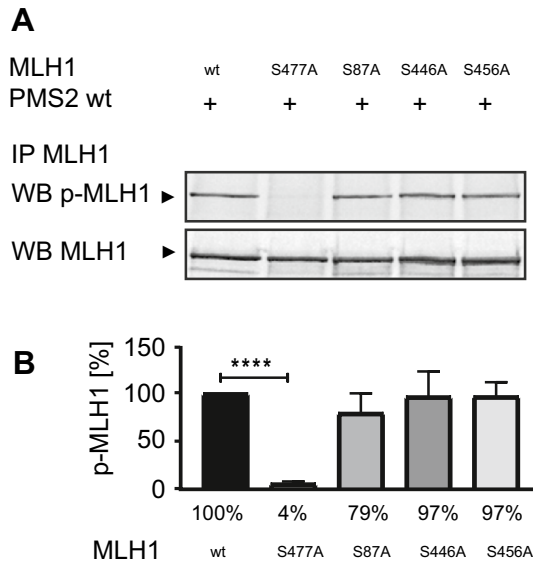 A
MLH1 wt S477A S87A S446A S456A
PMS2 wt + + + + +
IP MLH1
WB p-MLH1
WB MLH1
B
p-MLH1 [%]
150
100
50
0
****
100% 4% 79% 97% 97%
MLH1 wt S477A S87A S446A S456A